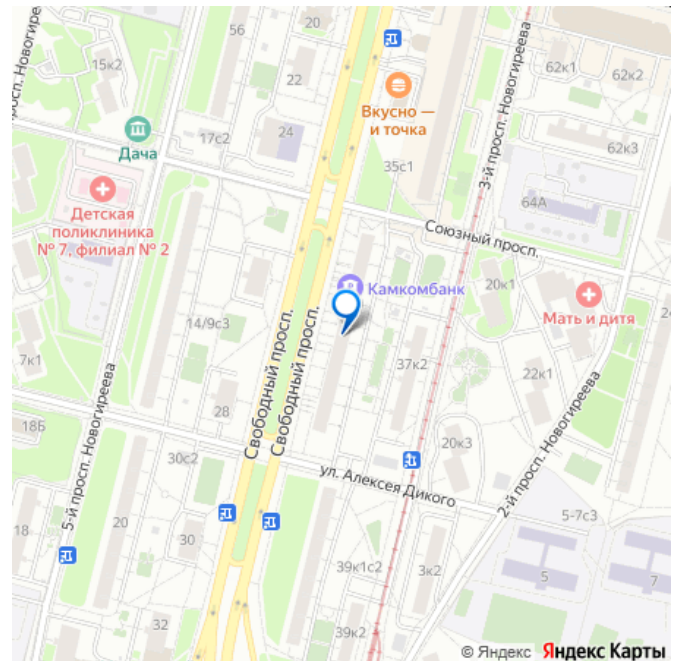 просп. Новогиреева
56
20
62к1
62к2
15к2
22
Вкусно —
и точка
3-й просп. Новогиреева
Дача
17с2
24
62к3
35с1
Детская
поликлиника
№ 7, филиал № 2
64А
Союзный просп.
Камкомбанк
20к1
Мать и дитя
14/9с3
Свободный просп.
Свободный просп.
7к1
37к2
22к1
5-й просп. Новогиреева
28
2-й просп. Новогиреева
18Б
30с2
20к3
ул. Алексея Дикого
18
20
30
5-7с3
39к1с2
3к2
5
7
32
39к2
© Яндекс Яндекс Карты